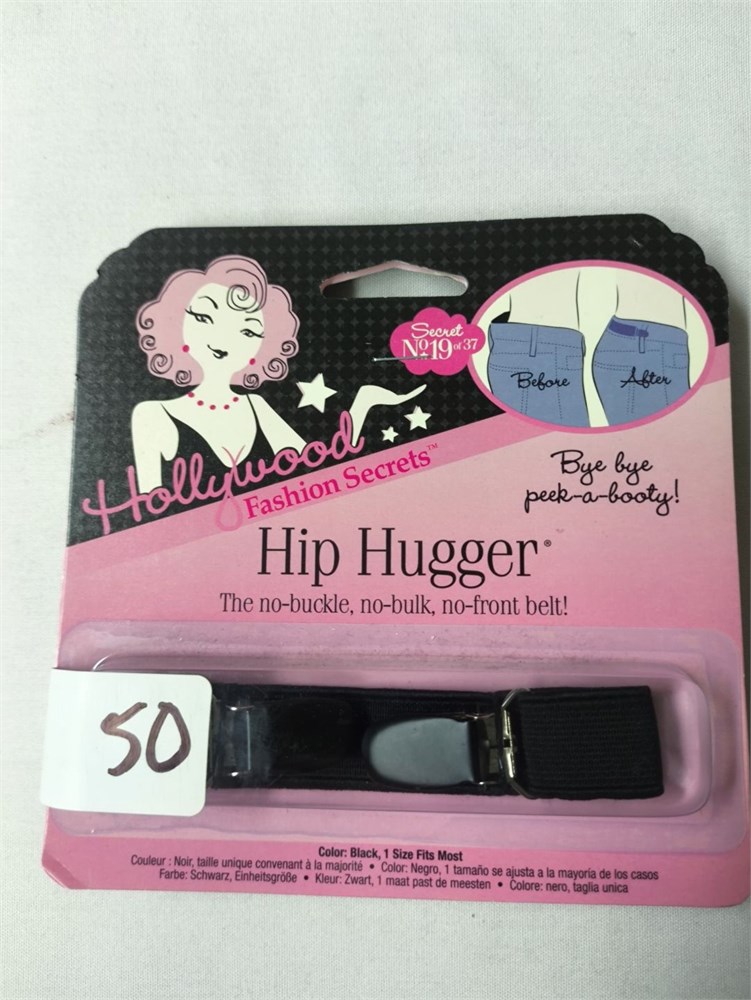 Secret
Nº19 of 37
Before
After
Hollywood
Fashion Secrets™
Bye bye
peek-a-booty!
Hip Hugger®
The no-buckle, no-bulk, no-front belt!
50
Color: Black, 1 Size Fits Most
Couleur : Noir, taille unique convenant à la majorité • Color: Negro, 1 tamaño se ajusta a la mayoría de los casos
Farbe: Schwarz, Einheitsgröße • Kleur: Zwart, 1 maat past de meesten • Colore: nero, taglia unica